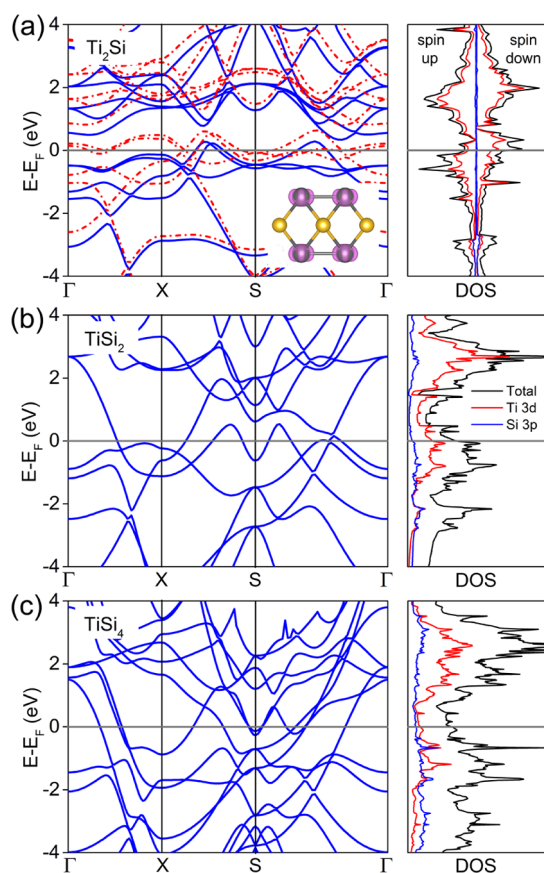 (a)
Ti2Si
spin up
spin down
E-EF (eV)
4
2
0
-2
-4
Γ X S Γ
DOS
(b)
TiSi2
Total
Ti 3d
Si 3p
E-EF (eV)
4
2
0
-2
-4
Γ X S Γ
DOS
(c)
TiSi4
E-EF (eV)
4
2
0
-2
-4
Γ X S Γ
DOS